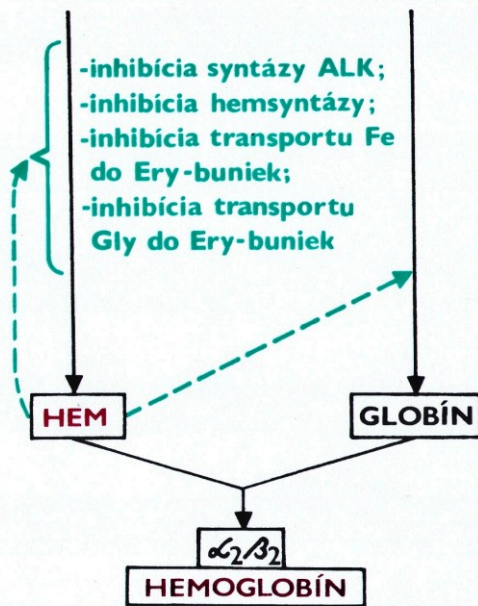 -inhibícia syntázy ALK;
-inhibícia hemsyntázy;
-inhibícia transportu Fe
do Ery-buniek;
-inhibícia transportu
Gly do Ery-buniek
HEM
GLOBÍN
α₂β₂
HEMOGLOBÍN